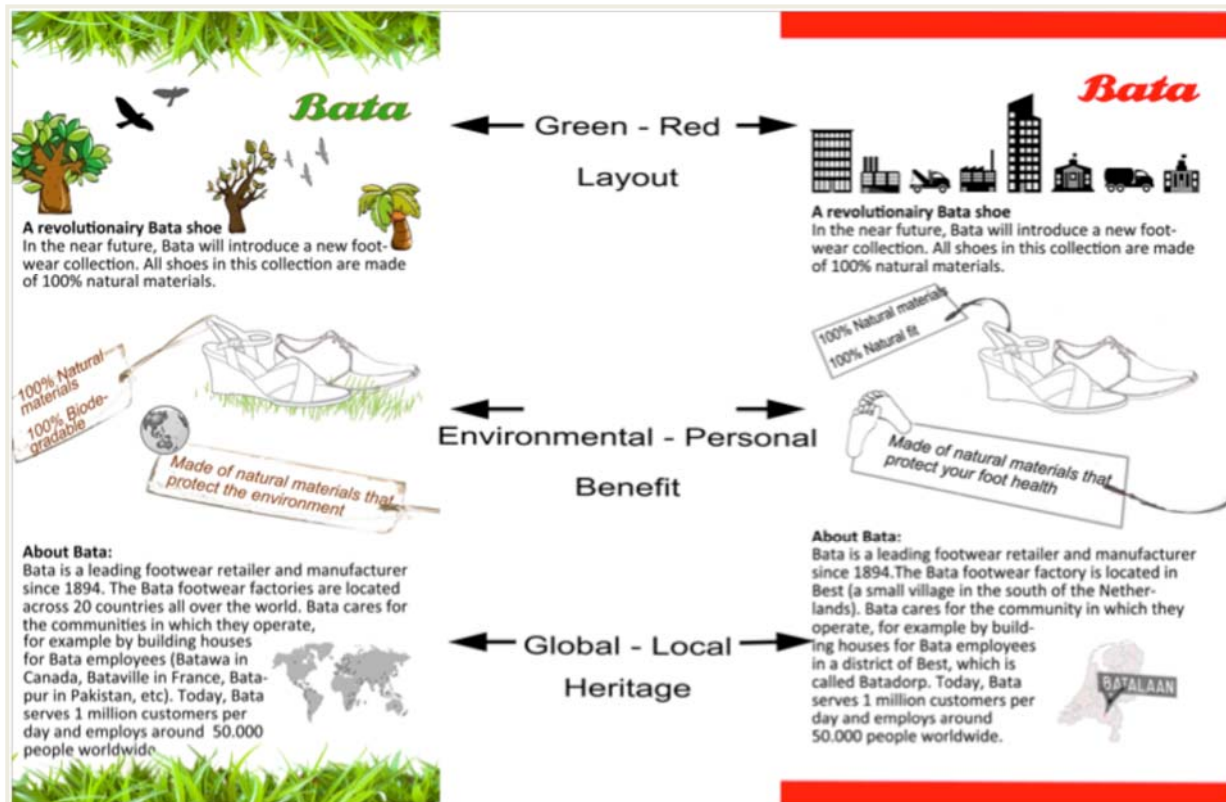 Bata
A revolutionairy Bata shoe
In the near future, Bata will introduce a new foot-
wear collection. All shoes in this collection are made
of 100% natural materials.
100% Natural
materials
100% Biode-
gradable
Made of natural materials that
protect the environment
About Bata:
Bata is a leading footwear retailer and manufacturer
since 1894. The Bata footwear factories are located
across 20 countries all over the world. Bata cares for
the communities in which they operate,
for example by building houses
for Bata employees (Batawa in
Canada, Bataville in France, Bata-
pur in Pakistan, etc). Today, Bata
serves 1 million customers per
day and employs around 50.000
people worldwide
Green - Red
Layout
Environmental - Personal
Benefit
Global - Local
Heritage
Bata
A revolutionairy Bata shoe
In the near future, Bata will introduce a new foot-
wear collection. All shoes in this collection are made
of 100% natural materials.
100% Natural materials
100% Natural fit
Made of natural materials that
protect your foot health
About Bata:
Bata is a leading footwear retailer and manufacturer
since 1894.The Bata footwear factory is located in
Best (a small village in the south of the Nether-
lands). Bata cares for the community in which they
operate, for example by build-
ing houses for Bata employees
in a district of Best, which is
called Batadorp. Today, Bata
serves 1 million customers per
day and employs around
50.000 people worldwide.
BATALAAN